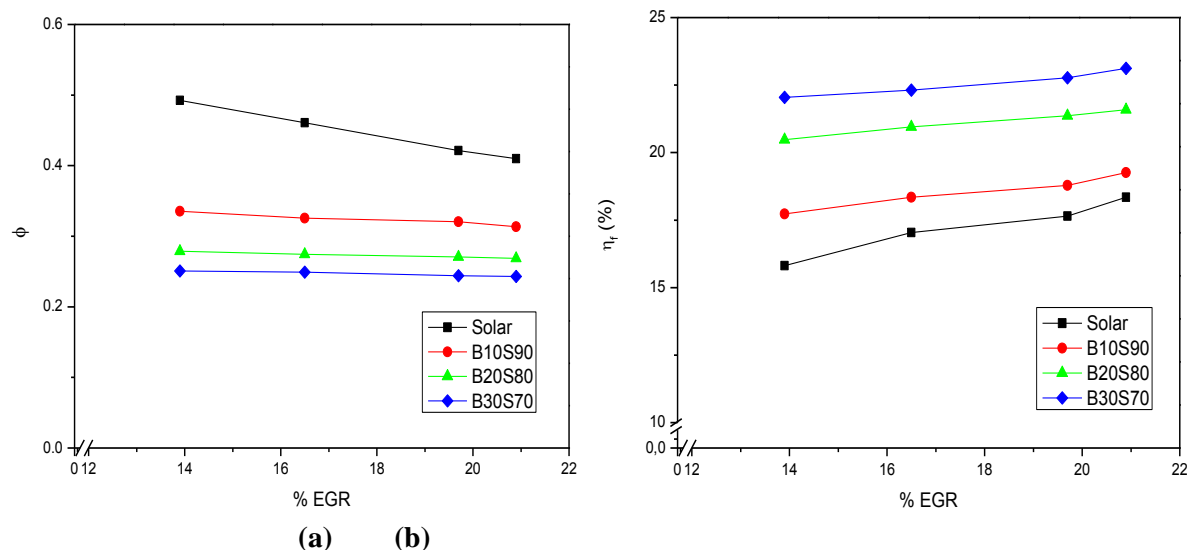 0.6
0.4
0.2
0.0
ϕ
0 12 14 16 18 20 22
% EGR
Solar
B10S90
B20S80
B30S70
25
20
15
10
0,0
ηf (%)
0 12 14 16 18 20 22
% EGR
Solar
B10S90
B20S80
B30S70
(a) (b)